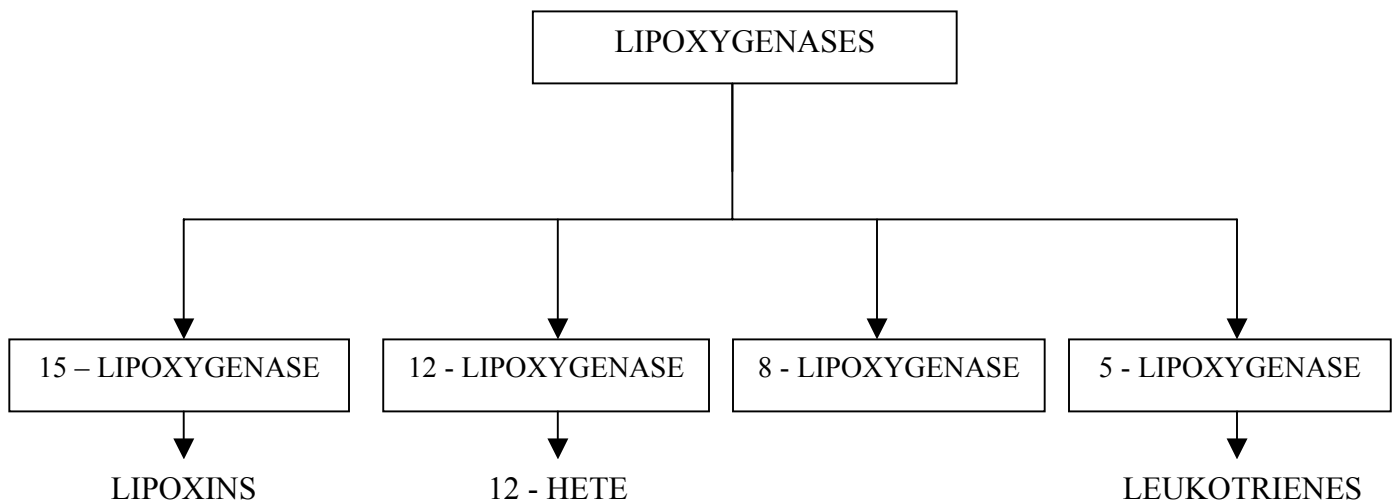 LIPOXYGENASES
15 – LIPOXYGENASE
12 - LIPOXYGENASE
8 - LIPOXYGENASE
5 - LIPOXYGENASE
LIPOXINS
12 - HETE
LEUKOTRIENES